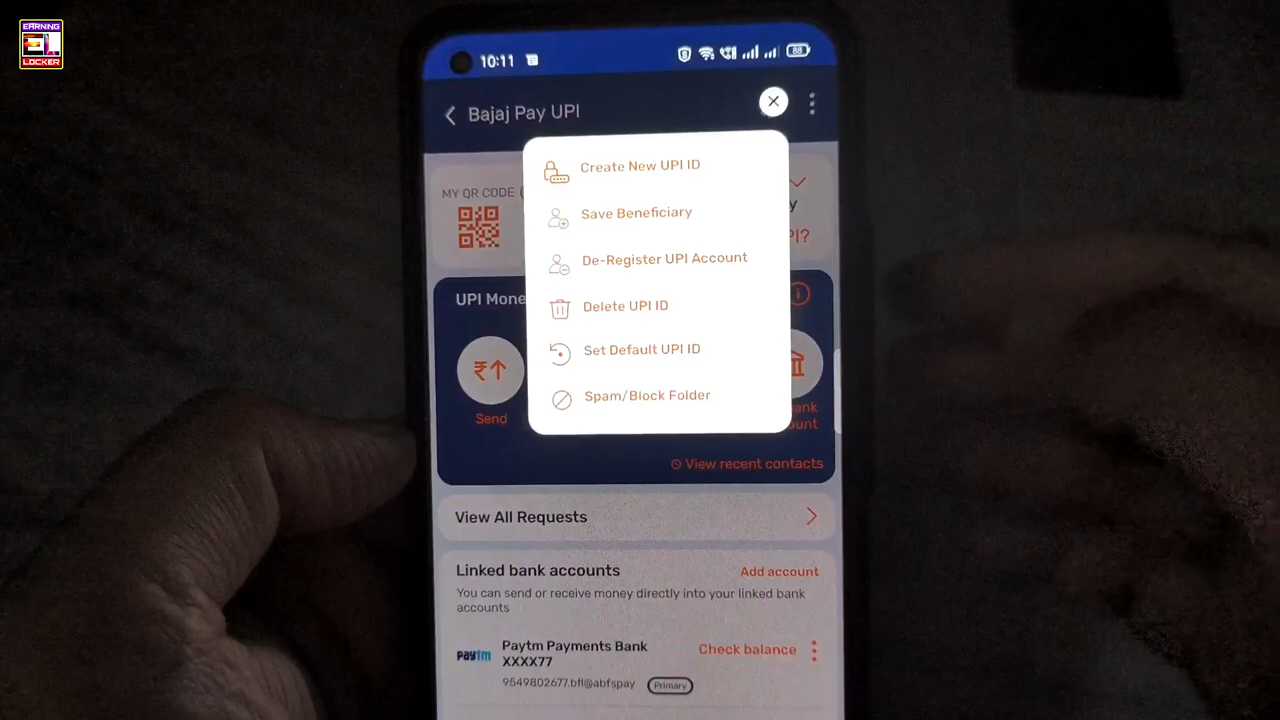 EARNING
LOCKER
10:11
88
Bajaj Pay UPI
Create New UPI ID
MY QR CODE
Save Beneficiary
De-Register UPI Account
UPI Mone
Delete UPI ID
Set Default UPI ID
Send
Spam/Block Folder
View recent contacts
View All Requests
Linked bank accounts
Add account
You can send or receive money directly into your linked bank
accounts
paytm
Paytm Payments Bank
XXXX77
Check balance
9549802677.bfl@abfspay
Primary